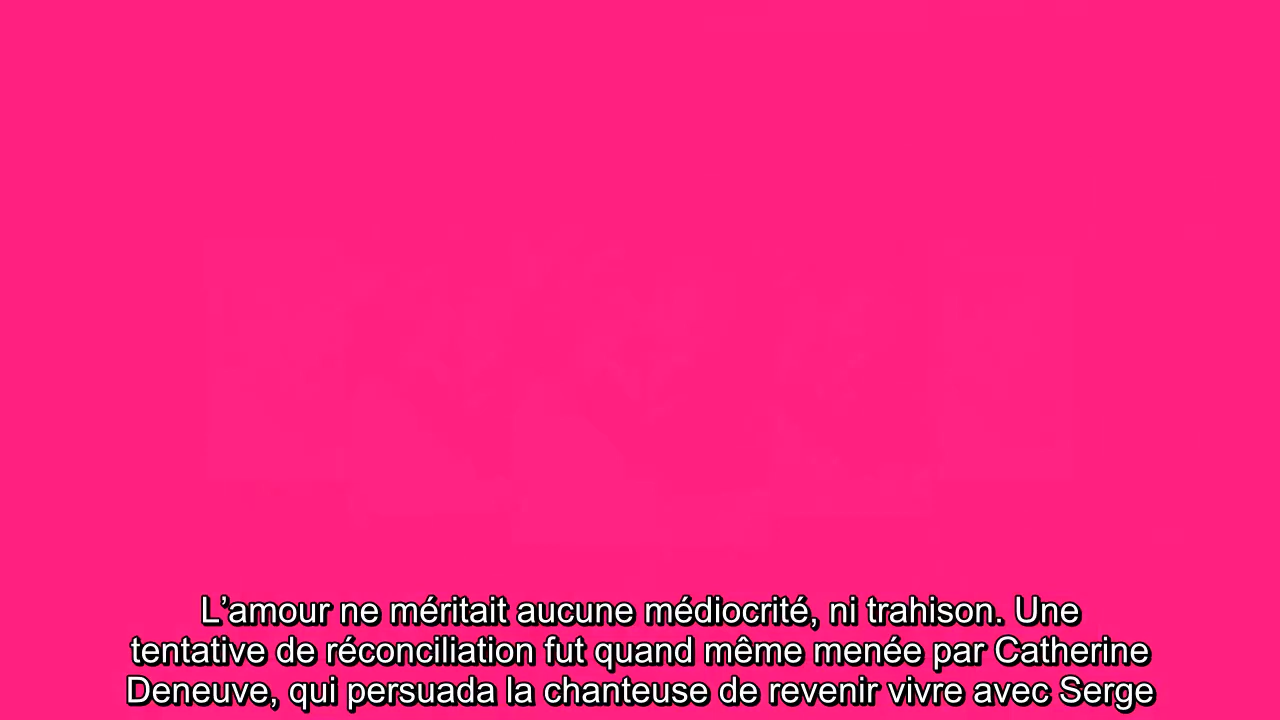 L’amour ne méritait aucune médiocrité, ni trahison. Une
tentative de réconciliation fut quand même menée par Catherine
Deneuve, qui persuada la chanteuse de revenir vivre avec Serge